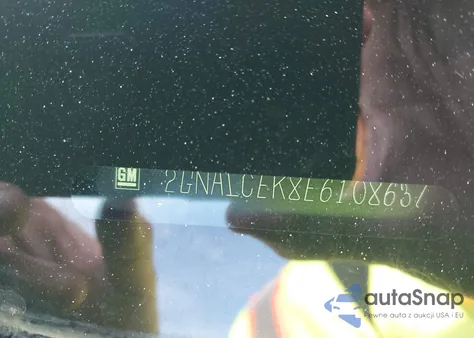 GM 2GNALCEK8E6108637
autaSnap
Pewne auta z aukcji USA i EU